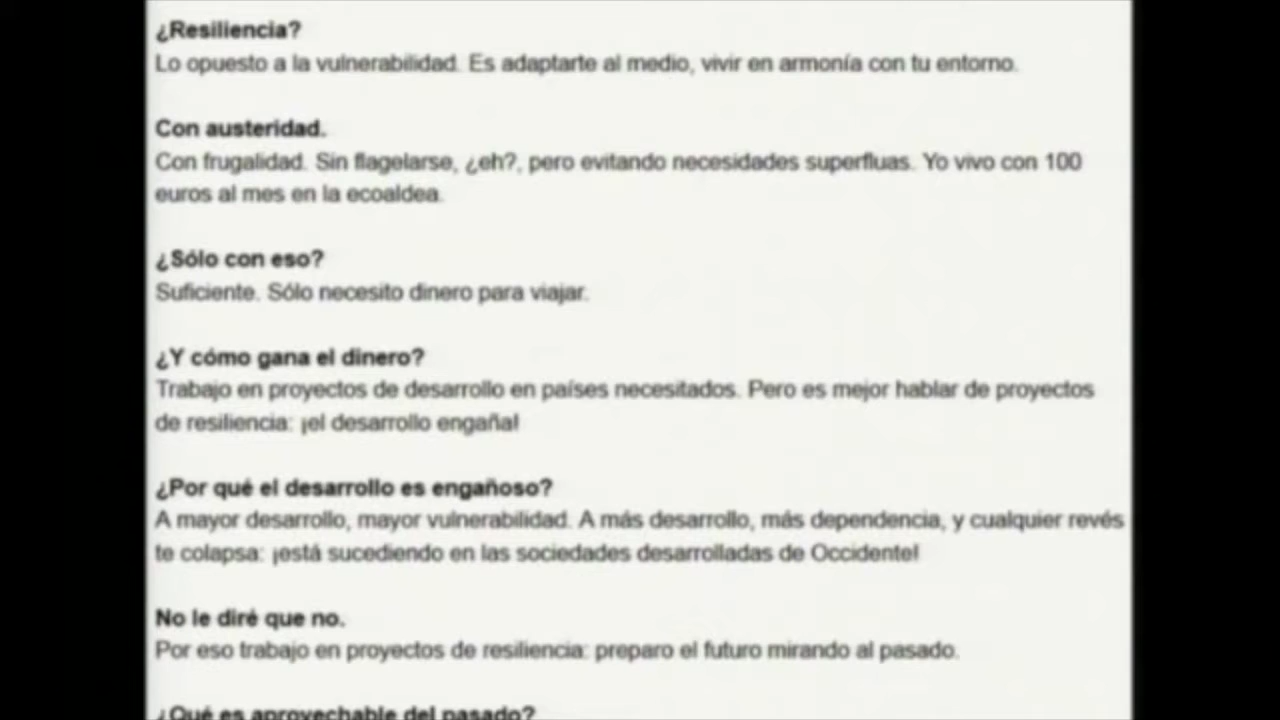 ¿Resiliencia?
Lo opuesto a la vulnerabilidad. Es adaptarte al medio, vivir en armonía con tu entorno.
Con austeridad.
Con frugalidad. Sin flagelarse, ¿eh?, pero evitando necesidades superfluas. Yo vivo con 100
euros al mes en la ecoaldea.
¿Sólo con eso?
Suficiente. Sólo necesito dinero para viajar.
¿Y cómo gana el dinero?
Trabajo en proyectos de desarrollo en países necesitados. Pero es mejor hablar de proyectos
de resiliencia: ¡el desarrollo engaña!
¿Por qué el desarrollo es engañoso?
A mayor desarrollo, mayor vulnerabilidad. A más desarrollo, más dependencia, y cualquier revés
te colapsa: ¡está sucediendo en las sociedades desarrolladas de Occidente!
No le diré que no.
Por eso trabajo en proyectos de resiliencia: preparo el futuro mirando al pasado.
¿Qué es aprovechable del pasado?